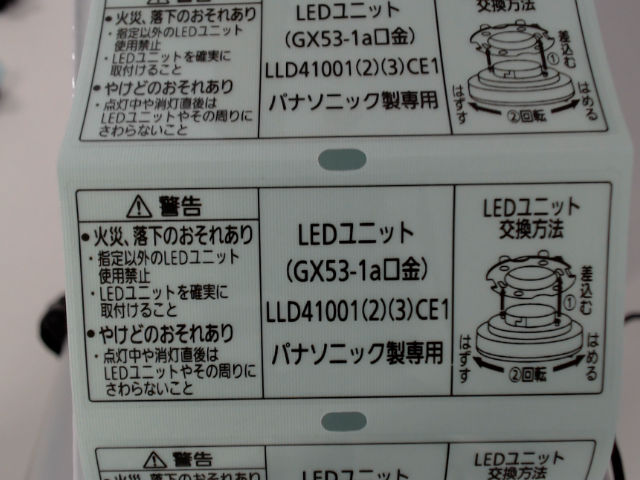 ●火災、落下のおそれあり
・指定以外のLEDユニット
使用禁止
・LEDユニットを確実に
取付けること
●やけどのおそれあり
・点灯中や消灯直後は
LEDユニットやその周りに
さわらないこと
LEDユニット
(GX53-1a口金)
LLD41001(2)(3)CE1
パナソニック製専用
交換方法
差込む
①
はずす
②回転
はめる
⚠警告
●火災、落下のおそれあり
・指定以外のLEDユニット
使用禁止
・LEDユニットを確実に
取付けること
●やけどのおそれあり
・点灯中や消灯直後は
LEDユニットやその周りに
さわらないこと
LEDユニット
(GX53-1a口金)
LLD41001(2)(3)CE1
パナソニック製専用
LEDユニット
交換方法
差込む
①
はずす
②回転
はめる
⚠警告
●火災、落下のおそれあり
LEDユニット
LEDユニット
交換方法